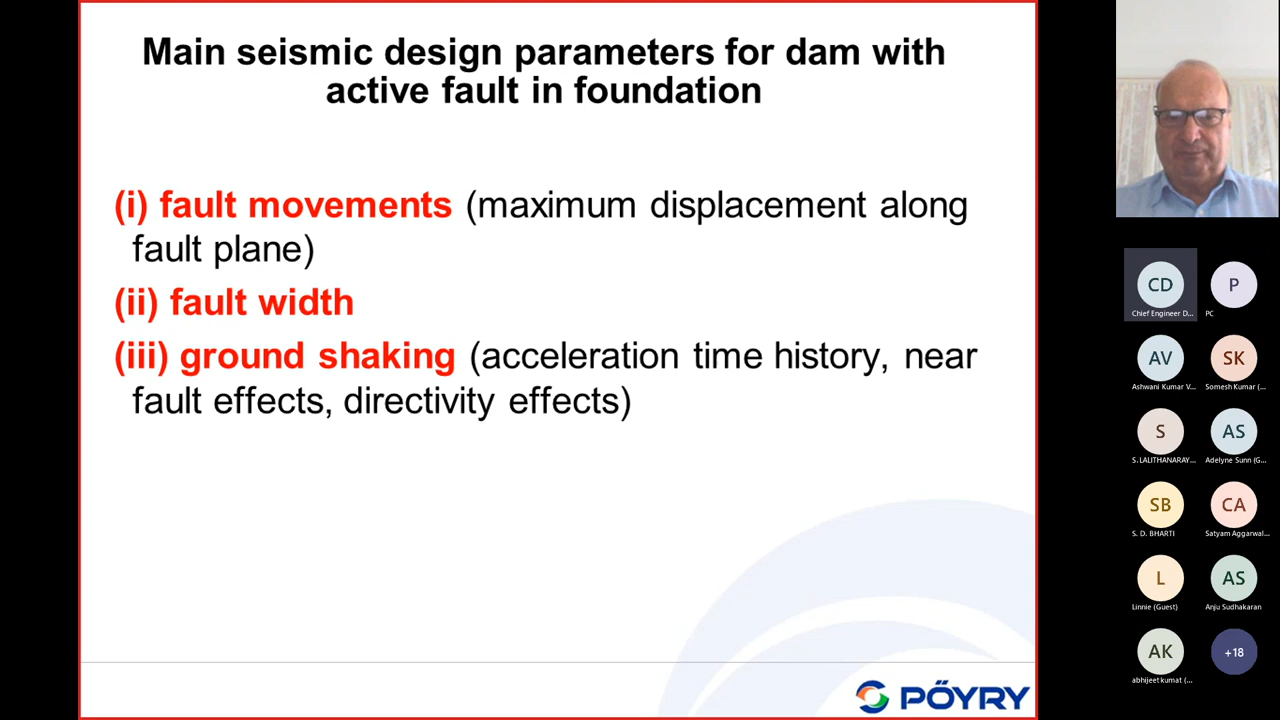 Main seismic design parameters for dam with
active fault in foundation
(i) fault movements (maximum displacement along
fault plane)
(ii) fault width
(iii) ground shaking (acceleration time history, near
fault effects, directivity effects)
PŐYRY
CD
P
Chief Engineer D...
PC
AV
SK
Ashwani Kumar V...
Somesh Kumar (...
S
AS
S. LALITHANARAY...
Adelyne Sunn (G...
SB
CA
S. D. BHARTI
Satyam Aggarwal...
L
AS
Linnie (Guest)
Anju Sudhakaran
AK
+18
abhijeet kumat (...